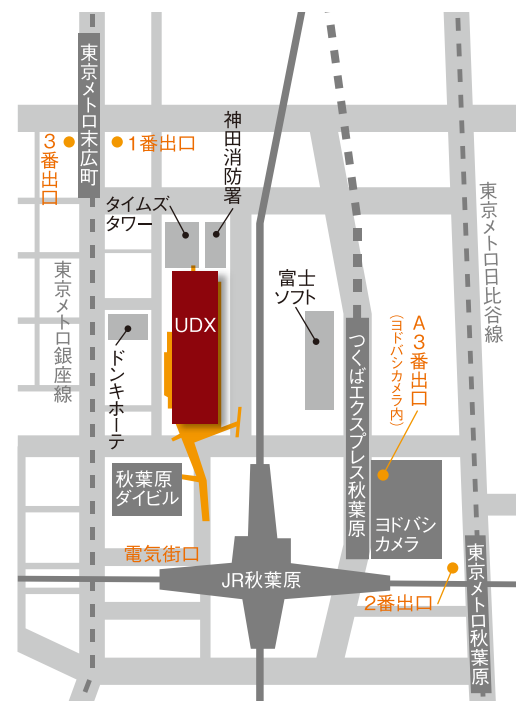 東京メトロ末広町
3番出口
1番出口
神田消防署
タイムズ
タワー
東京メトロ日比谷線
東京メトロ銀座線
UDX
富士
ソフト
ドンキホーテ
つくばエクスプレス秋葉原
A3番出口
(ヨドバシカメラ内)
秋葉原
ダイビル
ヨドバシ
カメラ
電気街口
JR秋葉原
2番出口
東京メトロ秋葉原